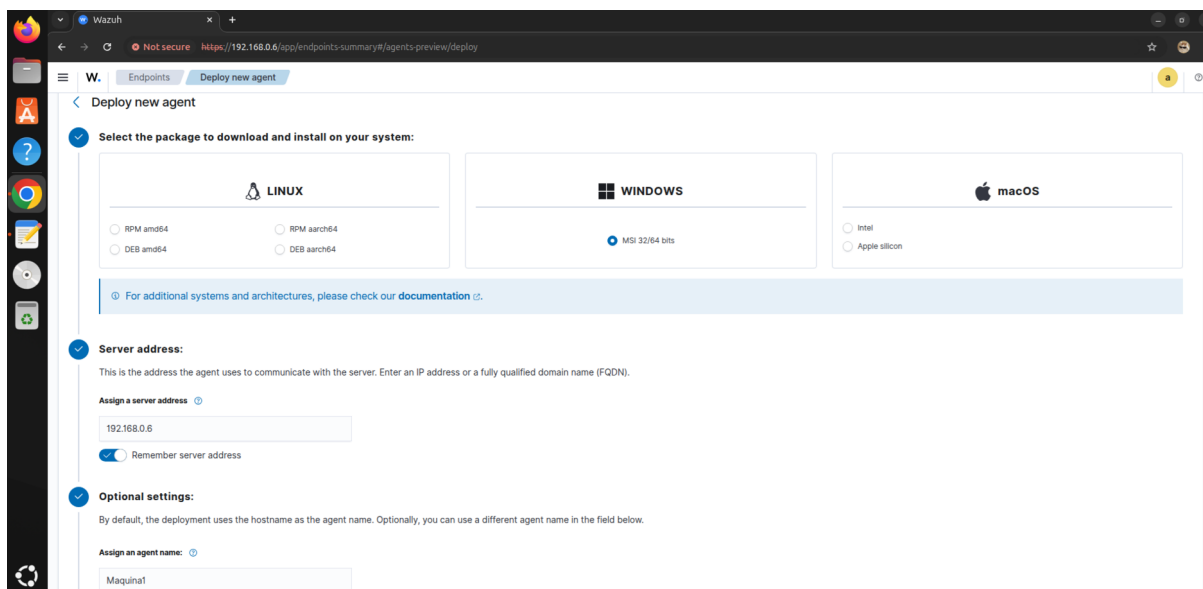 Wazuh
Not secure https://192.168.0.6/app/endpoints-summary#/agents-preview/deploy
W. Endpoints Deploy new agent a
Deploy new agent
Select the package to download and install on your system:
LINUX
RPM amd64 RPM aarch64
DEB amd64 DEB aarch64
WINDOWS
MSI 32/64 bits
macOS
Intel
Apple silicon
For additional systems and architectures, please check our documentation.
Server address:
This is the address the agent uses to communicate with the server. Enter an IP address or a fully qualified domain name (FQDN).
Assign a server address
192.168.0.6
Remember server address
Optional settings:
By default, the deployment uses the hostname as the agent name. Optionally, you can use a different agent name in the field below.
Assign an agent name:
Maquina1